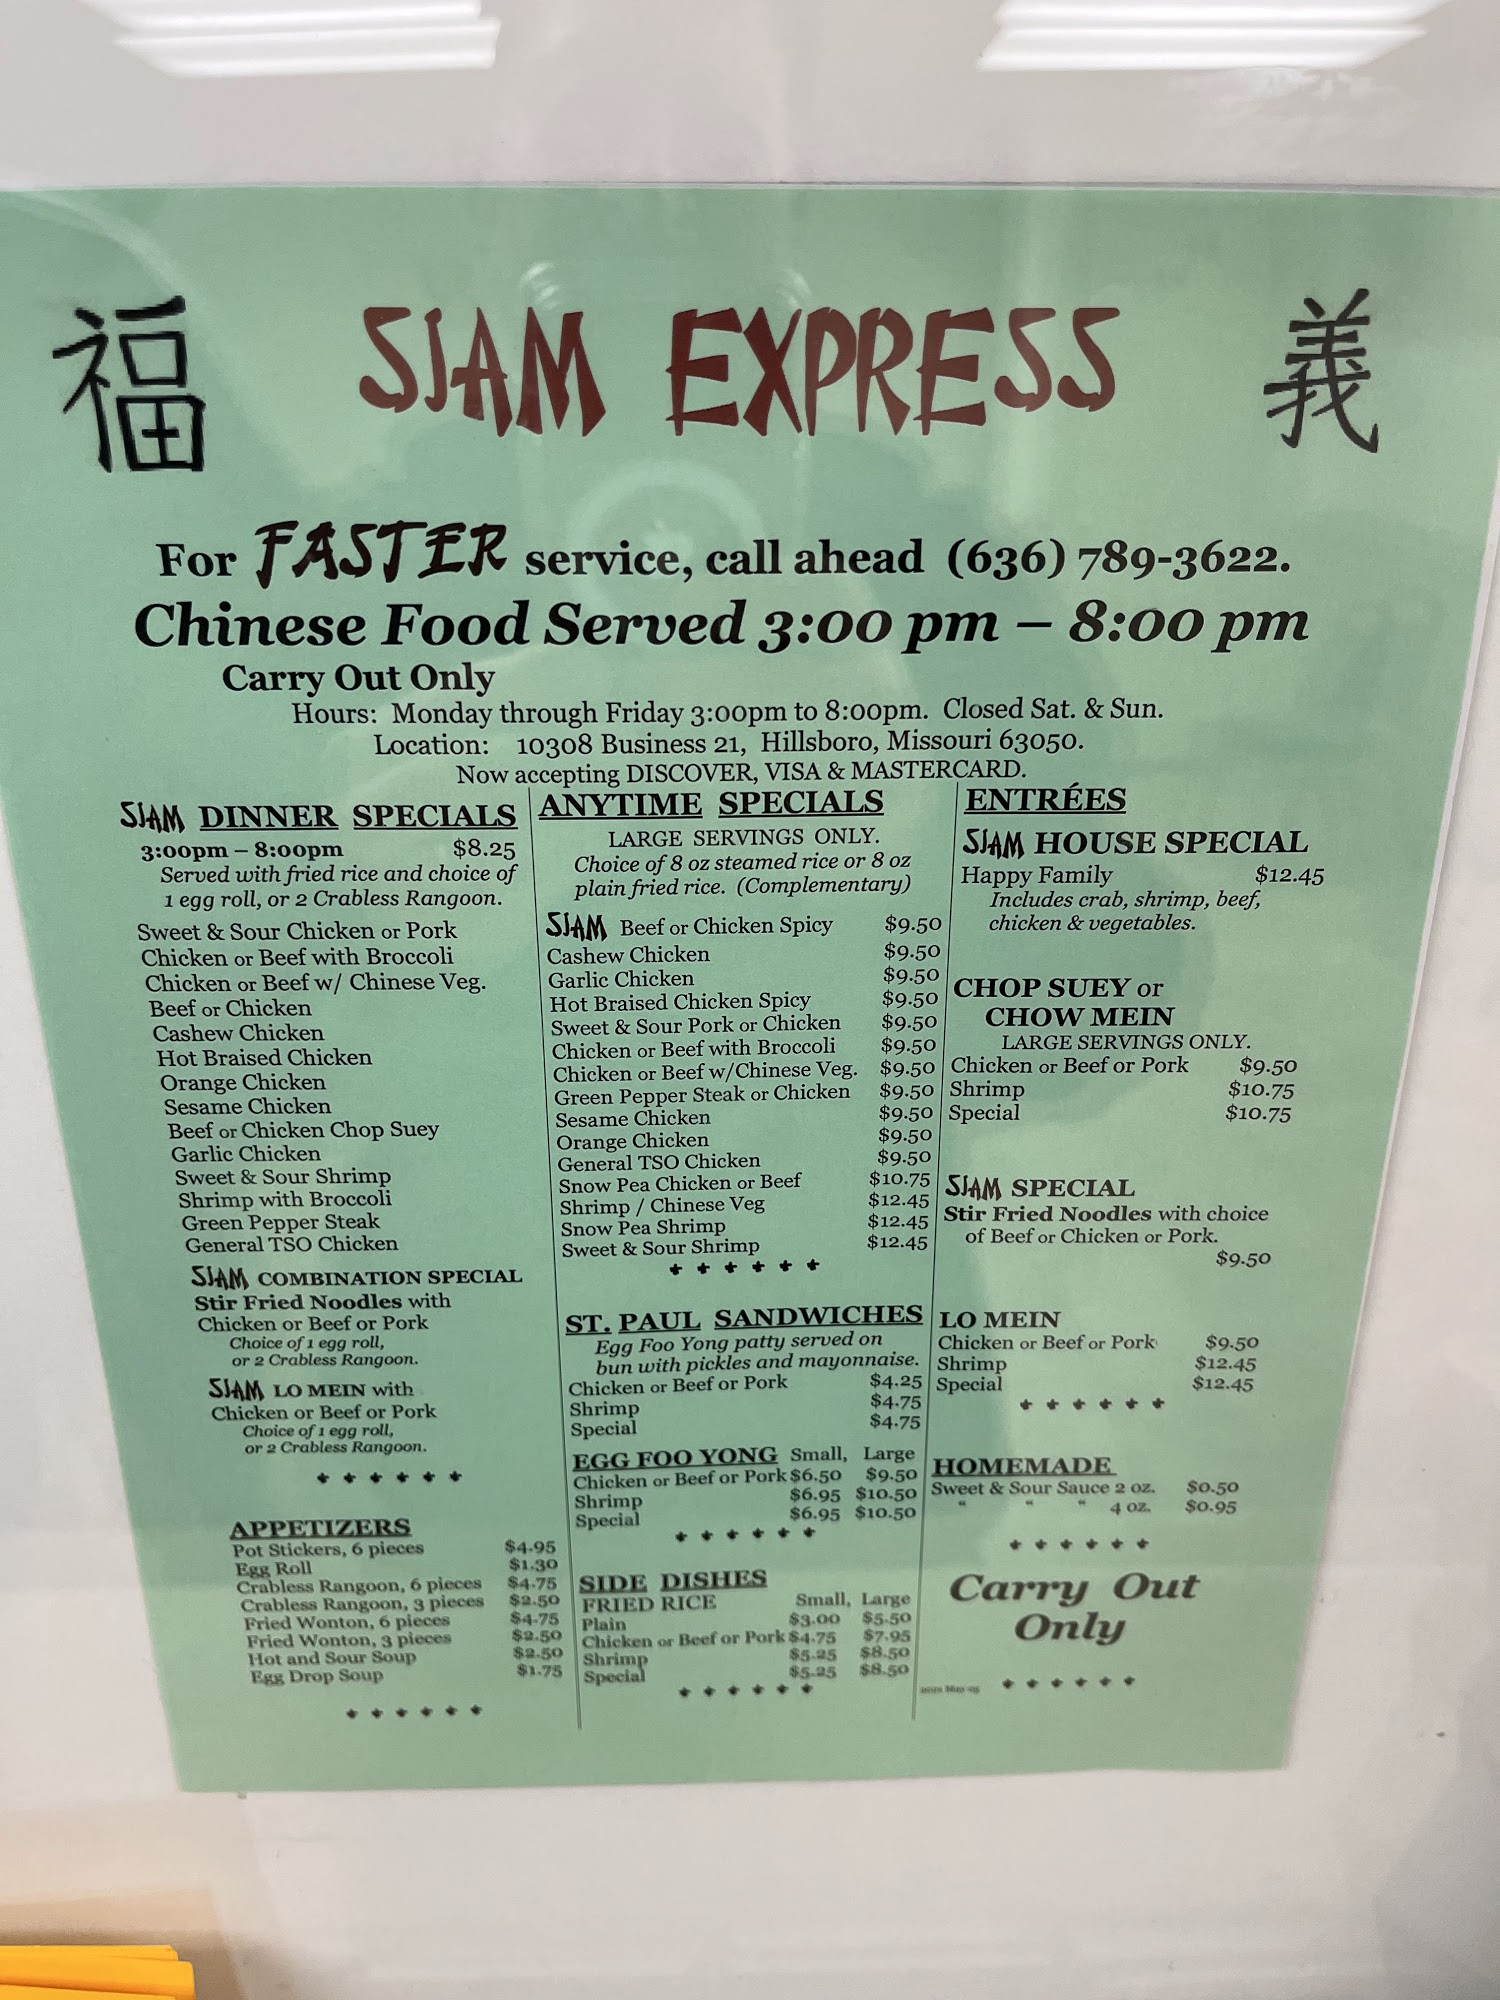 福 SIAM EXPRESS 義
For FASTER service, call ahead (636) 789-3622.
Chinese Food Served 3:00 pm – 8:00 pm
Carry Out Only
Hours: Monday through Friday 3:00pm to 8:00pm. Closed Sat. & Sun.
Location: 10308 Business 21, Hillsboro, Missouri 63050.
Now accepting DISCOVER, VISA & MASTERCARD.
SIAM DINNER SPECIALS
3:00pm – 8:00pm $8.25
Served with fried rice and choice of
1 egg roll, or 2 Crabless Rangoon.
Sweet & Sour Chicken or Pork
Chicken or Beef with Broccoli
Chicken or Beef w/ Chinese Veg.
Beef or Chicken
Cashew Chicken
Hot Braised Chicken
Orange Chicken
Sesame Chicken
Beef or Chicken Chop Suey
Garlic Chicken
Sweet & Sour Shrimp
Shrimp with Broccoli
Green Pepper Steak
General TSO Chicken
SIAM COMBINATION SPECIAL
Stir Fried Noodles with
Chicken or Beef or Pork
Choice of 1 egg roll,
or 2 Crabless Rangoon.
SIAM LO MEIN with
Chicken or Beef or Pork
Choice of 1 egg roll,
or 2 Crabless Rangoon.
APPETIZERS
Pot Stickers, 6 pieces $4.95
Egg Roll $1.30
Crabless Rangoon, 6 pieces $4.75
Crabless Rangoon, 3 pieces $2.50
Fried Wonton, 6 pieces $4.75
Fried Wonton, 3 pieces $2.50
Hot and Sour Soup $2.50
Egg Drop Soup $1.75
ANYTIME SPECIALS
LARGE SERVINGS ONLY.
Choice of 8 oz steamed rice or 8 oz
plain fried rice. (Complementary)
SIAM Beef or Chicken Spicy $9.50
Cashew Chicken $9.50
Garlic Chicken $9.50
Hot Braised Chicken Spicy $9.50
Sweet & Sour Pork or Chicken $9.50
Chicken or Beef with Broccoli $9.50
Chicken or Beef w/Chinese Veg. $9.50
Green Pepper Steak or Chicken $9.50
Sesame Chicken $9.50
Orange Chicken $9.50
General TSO Chicken $9.50
Snow Pea Chicken or Beef $10.75
Shrimp / Chinese Veg $12.45
Snow Pea Shrimp $12.45
Sweet & Sour Shrimp $12.45
ST. PAUL SANDWICHES
Egg Foo Yong patty served on
bun with pickles and mayonnaise.
Chicken or Beef or Pork $4.25
Shrimp $4.75
Special $4.75
EGG FOO YONG Small, Large
Chicken or Beef or Pork $6.50 $9.50
Shrimp $6.95 $10.50
Special $6.95 $10.50
SIDE DISHES
FRIED RICE Small, Large
Plain $3.00 $5.50
Chicken or Beef or Pork $4.75 $7.95
Shrimp $5.25 $8.50
Special $5.25 $8.50
ENTRÉES
SIAM HOUSE SPECIAL
Happy Family $12.45
Includes crab, shrimp, beef,
chicken & vegetables.
CHOP SUEY or
CHOW MEIN
LARGE SERVINGS ONLY.
Chicken or Beef or Pork $9.50
Shrimp $10.75
Special $10.75
SIAM SPECIAL
Stir Fried Noodles with choice
of Beef or Chicken or Pork.
$9.50
LO MEIN
Chicken or Beef or Pork $9.50
Shrimp $12.45
Special $12.45
HOMEMADE
Sweet & Sour Sauce 2 oz. $0.50
" " " 4 oz. $0.95
Carry Out
Only